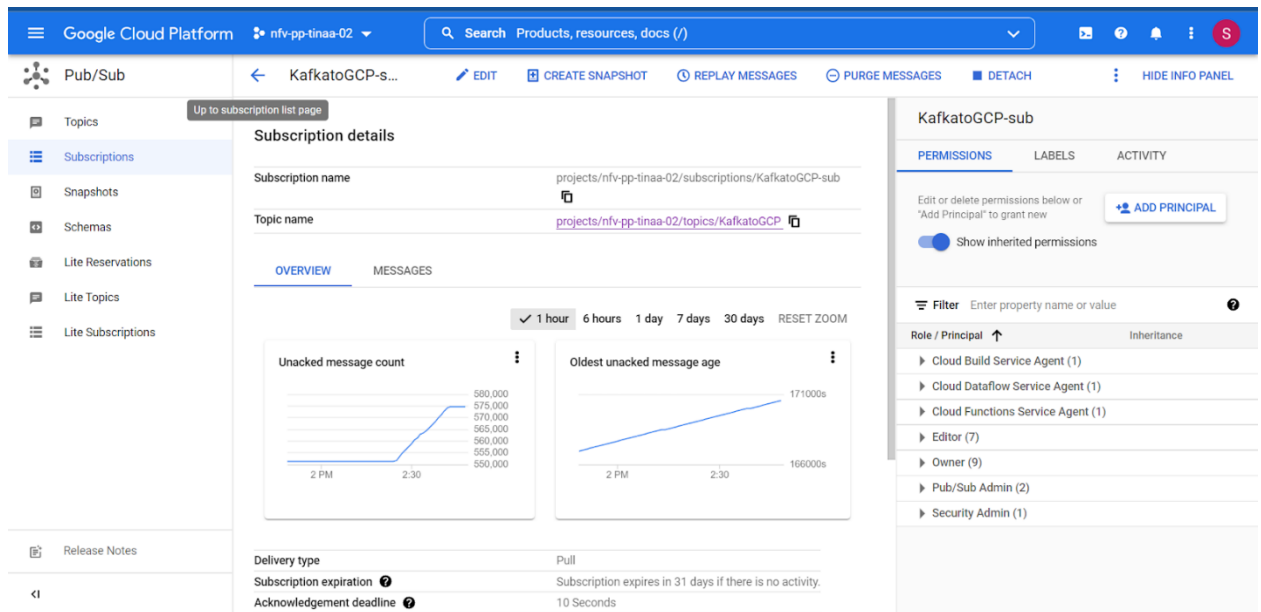 Google Cloud Platform
nfv-pp-tinaa-02
Search Products, resources, docs (/)
S
Pub/Sub
KafkatoGCP-s...
EDIT
CREATE SNAPSHOT
REPLAY MESSAGES
PURGE MESSAGES
DETACH
HIDE INFO PANEL
Up to subscription list page
Topics
Subscriptions
Snapshots
Schemas
Lite Reservations
Lite Topics
Lite Subscriptions
Release Notes
Subscription details
Subscription name projects/nfv-pp-tinaa-02/subscriptions/KafkatoGCP-sub
Topic name projects/nfv-pp-tinaa-02/topics/KafkatoGCP
OVERVIEW MESSAGES
1 hour 6 hours 1 day 7 days 30 days RESET ZOOM
Unacked message count
580,000
575,000
570,000
565,000
560,000
555,000
550,000
2 PM 2:30
Oldest unacked message age
171000s
166000s
2 PM 2:30
Delivery type Pull
Subscription expiration Subscription expires in 31 days if there is no activity.
Acknowledgement deadline 10 Seconds
KafkatoGCP-sub
PERMISSIONS LABELS ACTIVITY
Edit or delete permissions below or
"Add Principal" to grant new
ADD PRINCIPAL
Show inherited permissions
Filter Enter property name or value
Role / Principal Inheritance
Cloud Build Service Agent (1)
Cloud Dataflow Service Agent (1)
Cloud Functions Service Agent (1)
Editor (7)
Owner (9)
Pub/Sub Admin (2)
Security Admin (1)